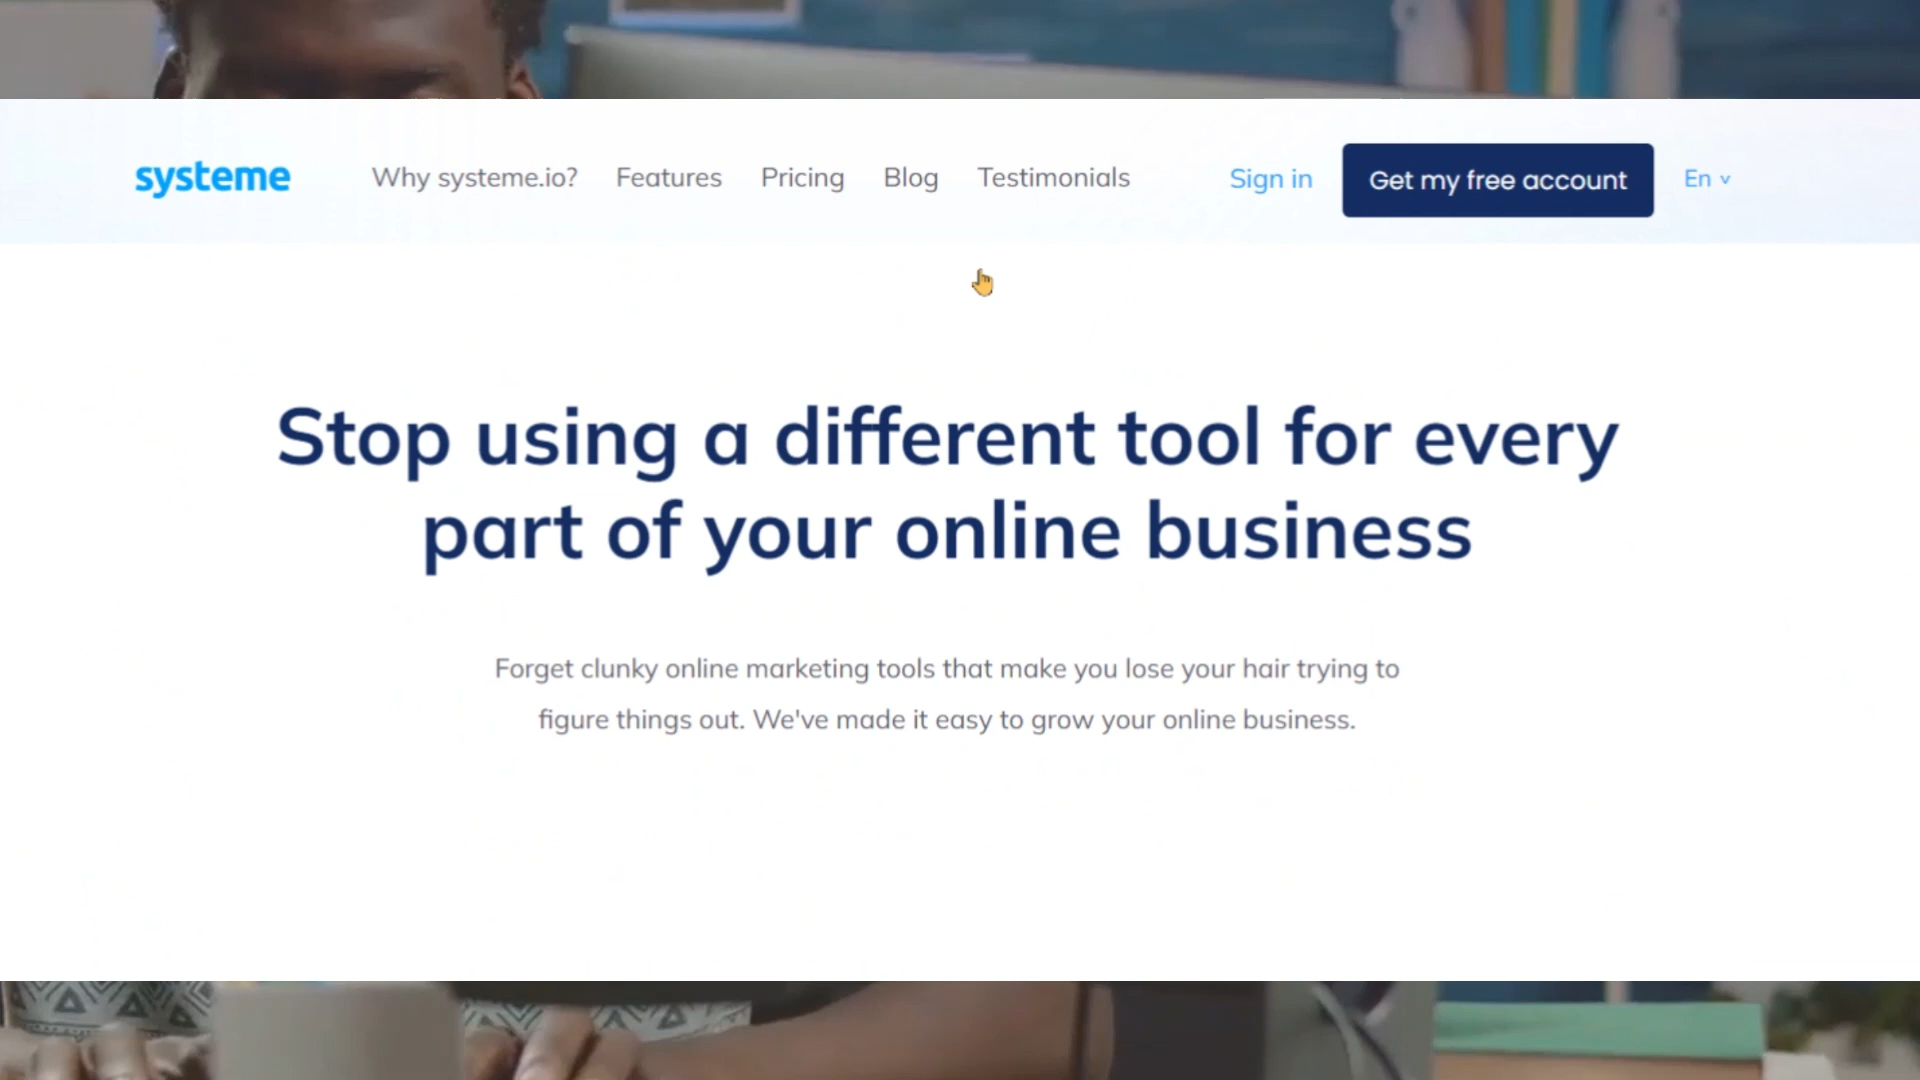 systeme
Why systeme.io?
Features
Pricing
Blog
Testimonials
Sign in
Get my free account
En
Stop using a different tool for every
part of your online business
Forget clunky online marketing tools that make you lose your hair trying to
figure things out. We've made it easy to grow your online business.